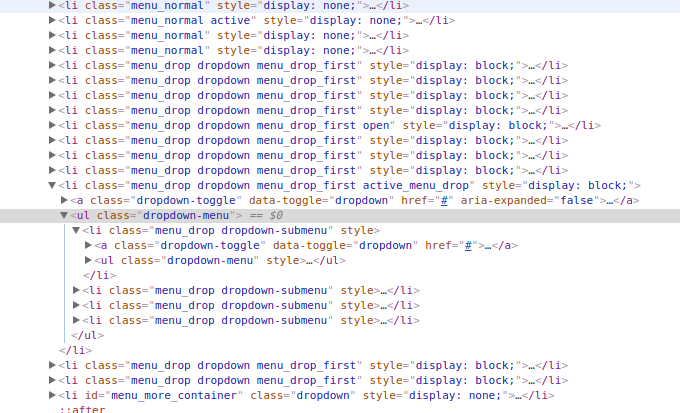 <li class="menu_normal" style="display: none;">…</li>
<li class="menu_normal active" style="display: none;">…</li>
<li class="menu_normal" style="display: none;">…</li>
<li class="menu_normal" style="display: none;">…</li>
<li class="menu_drop dropdown menu_drop_first" style="display: block;">…</li>
<li class="menu_drop dropdown menu_drop_first" style="display: block;">…</li>
<li class="menu_drop dropdown menu_drop_first" style="display: block;">…</li>
<li class="menu_drop dropdown menu_drop_first" style="display: block;">…</li>
<li class="menu_drop dropdown menu_drop_first open" style="display: block;">…</li>
<li class="menu_drop dropdown menu_drop_first" style="display: block;">…</li>
<li class="menu_drop dropdown menu_drop_first" style="display: block;">…</li>
<li class="menu_drop dropdown menu_drop_first" style="display: block;">…</li>
<li class="menu_drop dropdown menu_drop_first active_menu_drop" style="display: block;">
<a class="dropdown-toggle" data-toggle="dropdown" href="#" aria-expanded="false">…</a>
<ul class="dropdown-menu"> == $0
<li class="menu_drop dropdown-submenu" style>
<a class="dropdown-toggle" data-toggle="dropdown" href="#">…</a>
<ul class="dropdown-menu" style>…</ul>
</li>
<li class="menu_drop dropdown-submenu" style>…</li>
<li class="menu_drop dropdown-submenu" style>…</li>
<li class="menu_drop dropdown-submenu" style>…</li>
</ul>
</li>
<li class="menu_drop dropdown menu_drop_first" style="display: block;">…</li>
<li class="menu_drop dropdown menu_drop_first" style="display: block;">…</li>
<li id="menu_more_container" class="dropdown" style="display: none;">…</li>
::after